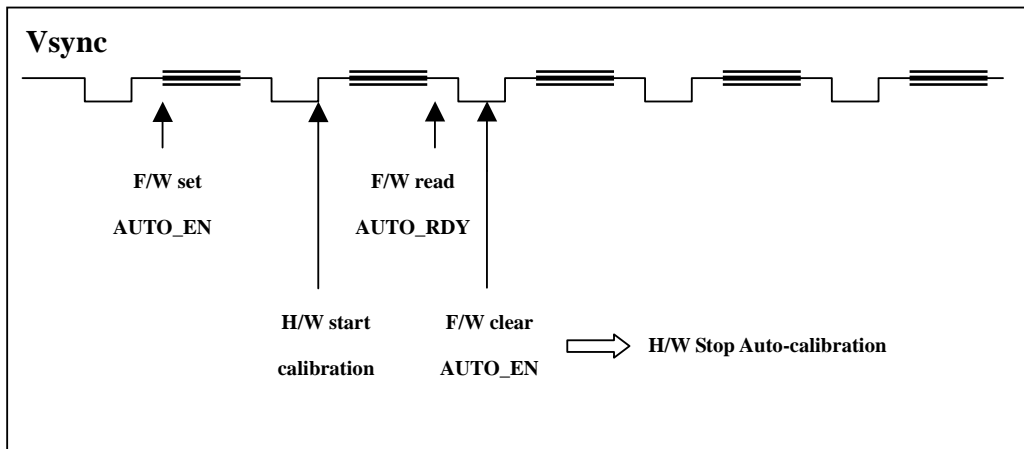 Vsync
F/W set
AUTO_EN
F/W read
AUTO_RDY
H/W start
calibration
F/W clear
AUTO_EN
H/W Stop Auto-calibration